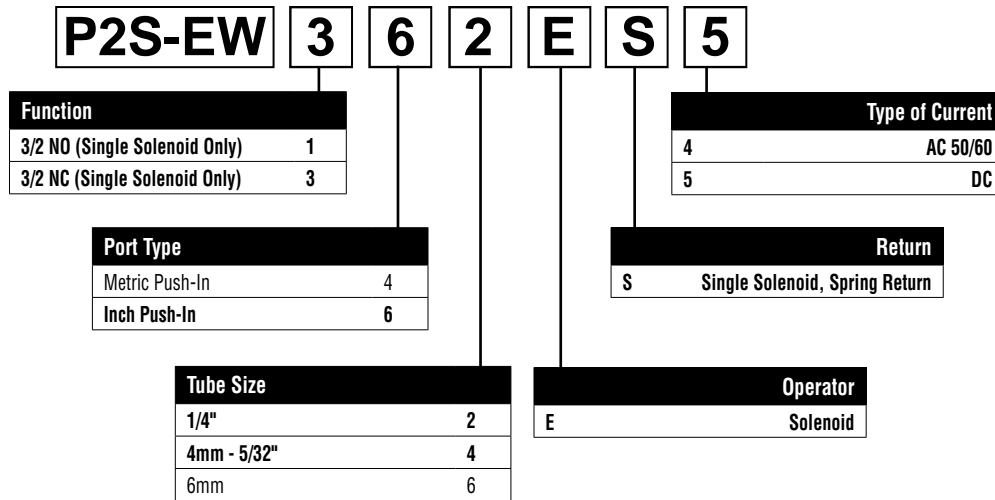 P2S-EW 3 6 2 E S 5
Function
3/2 NO (Single Solenoid Only) 1
3/2 NC (Single Solenoid Only) 3
Type of Current
4 AC 50/60
5 DC
Port Type
Metric Push-In 4
Inch Push-In 6
Return
S Single Solenoid, Spring Return
Tube Size
1/4" 2
4mm - 5/32" 4
6mm 6
Operator
E Solenoid